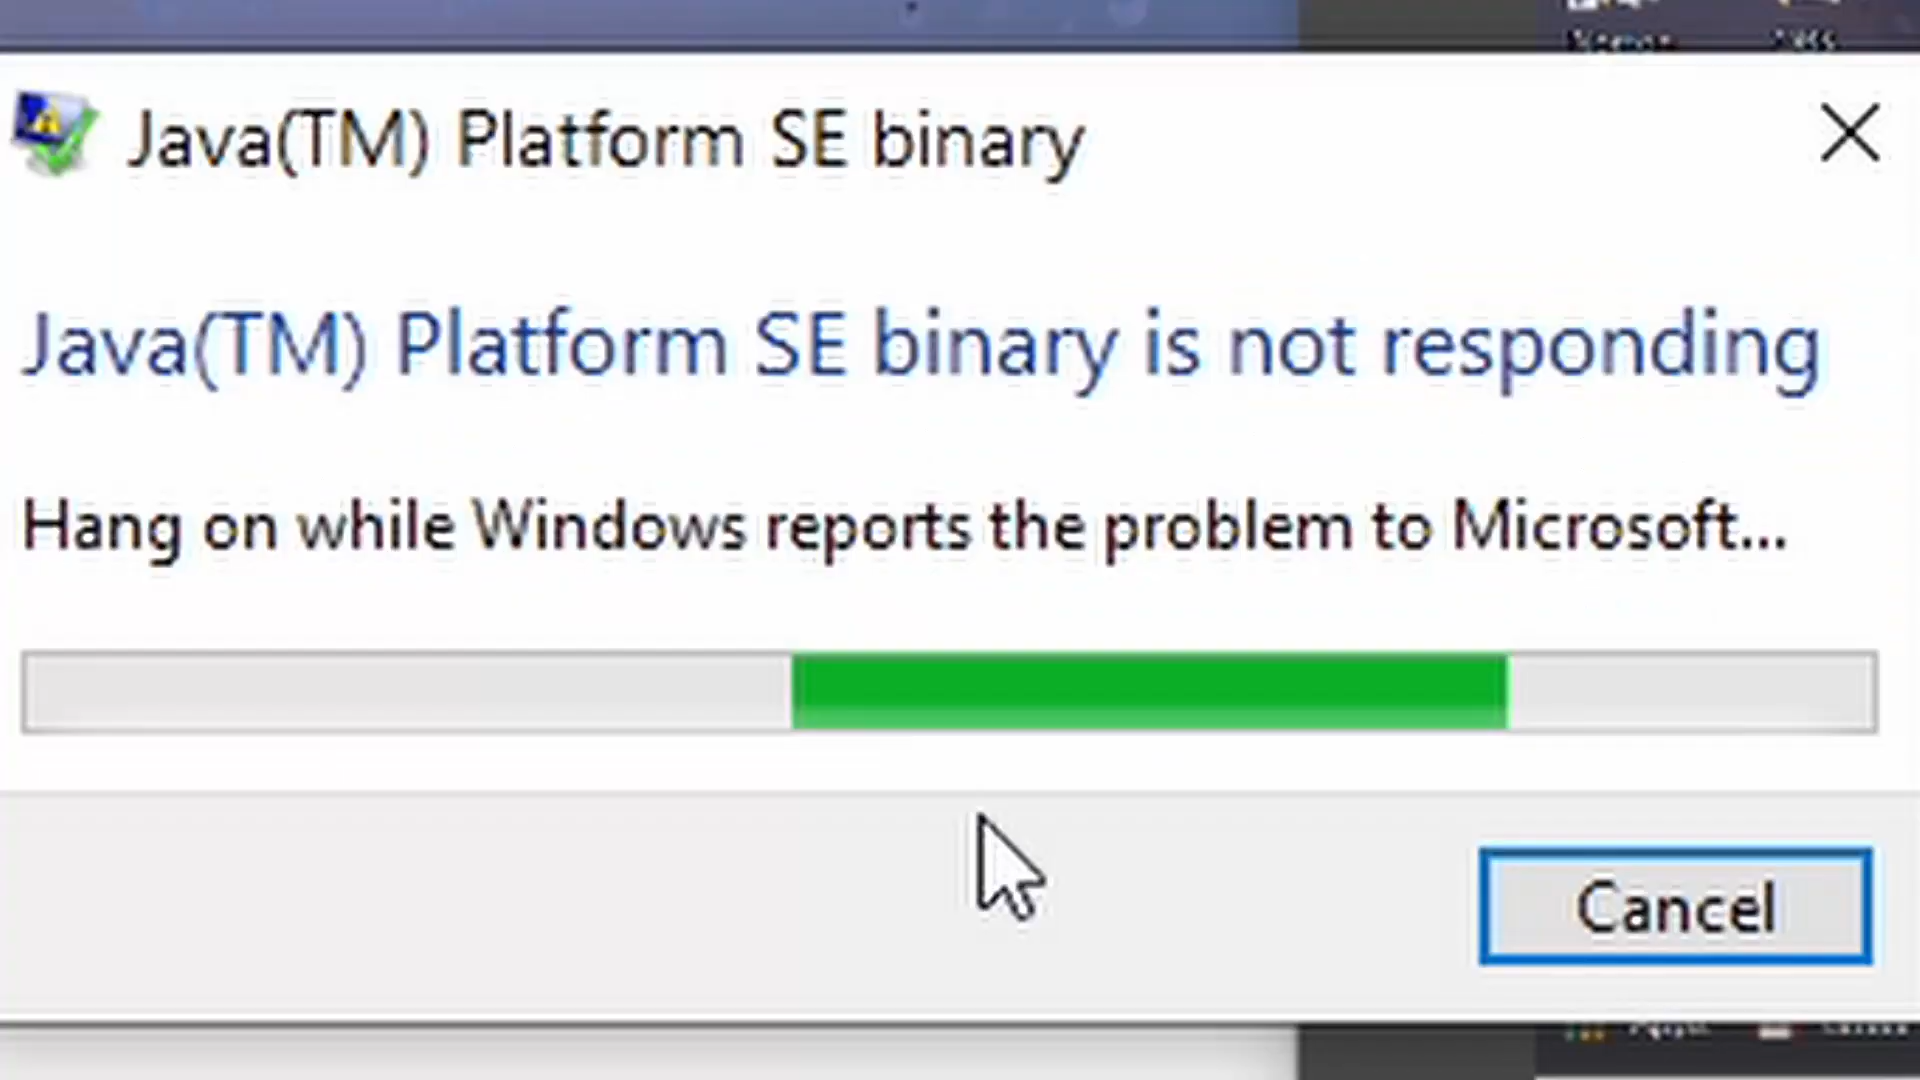 Java(TM) Platform SE binary
Java(TM) Platform SE binary is not responding
Hang on while Windows reports the problem to Microsoft...
Cancel